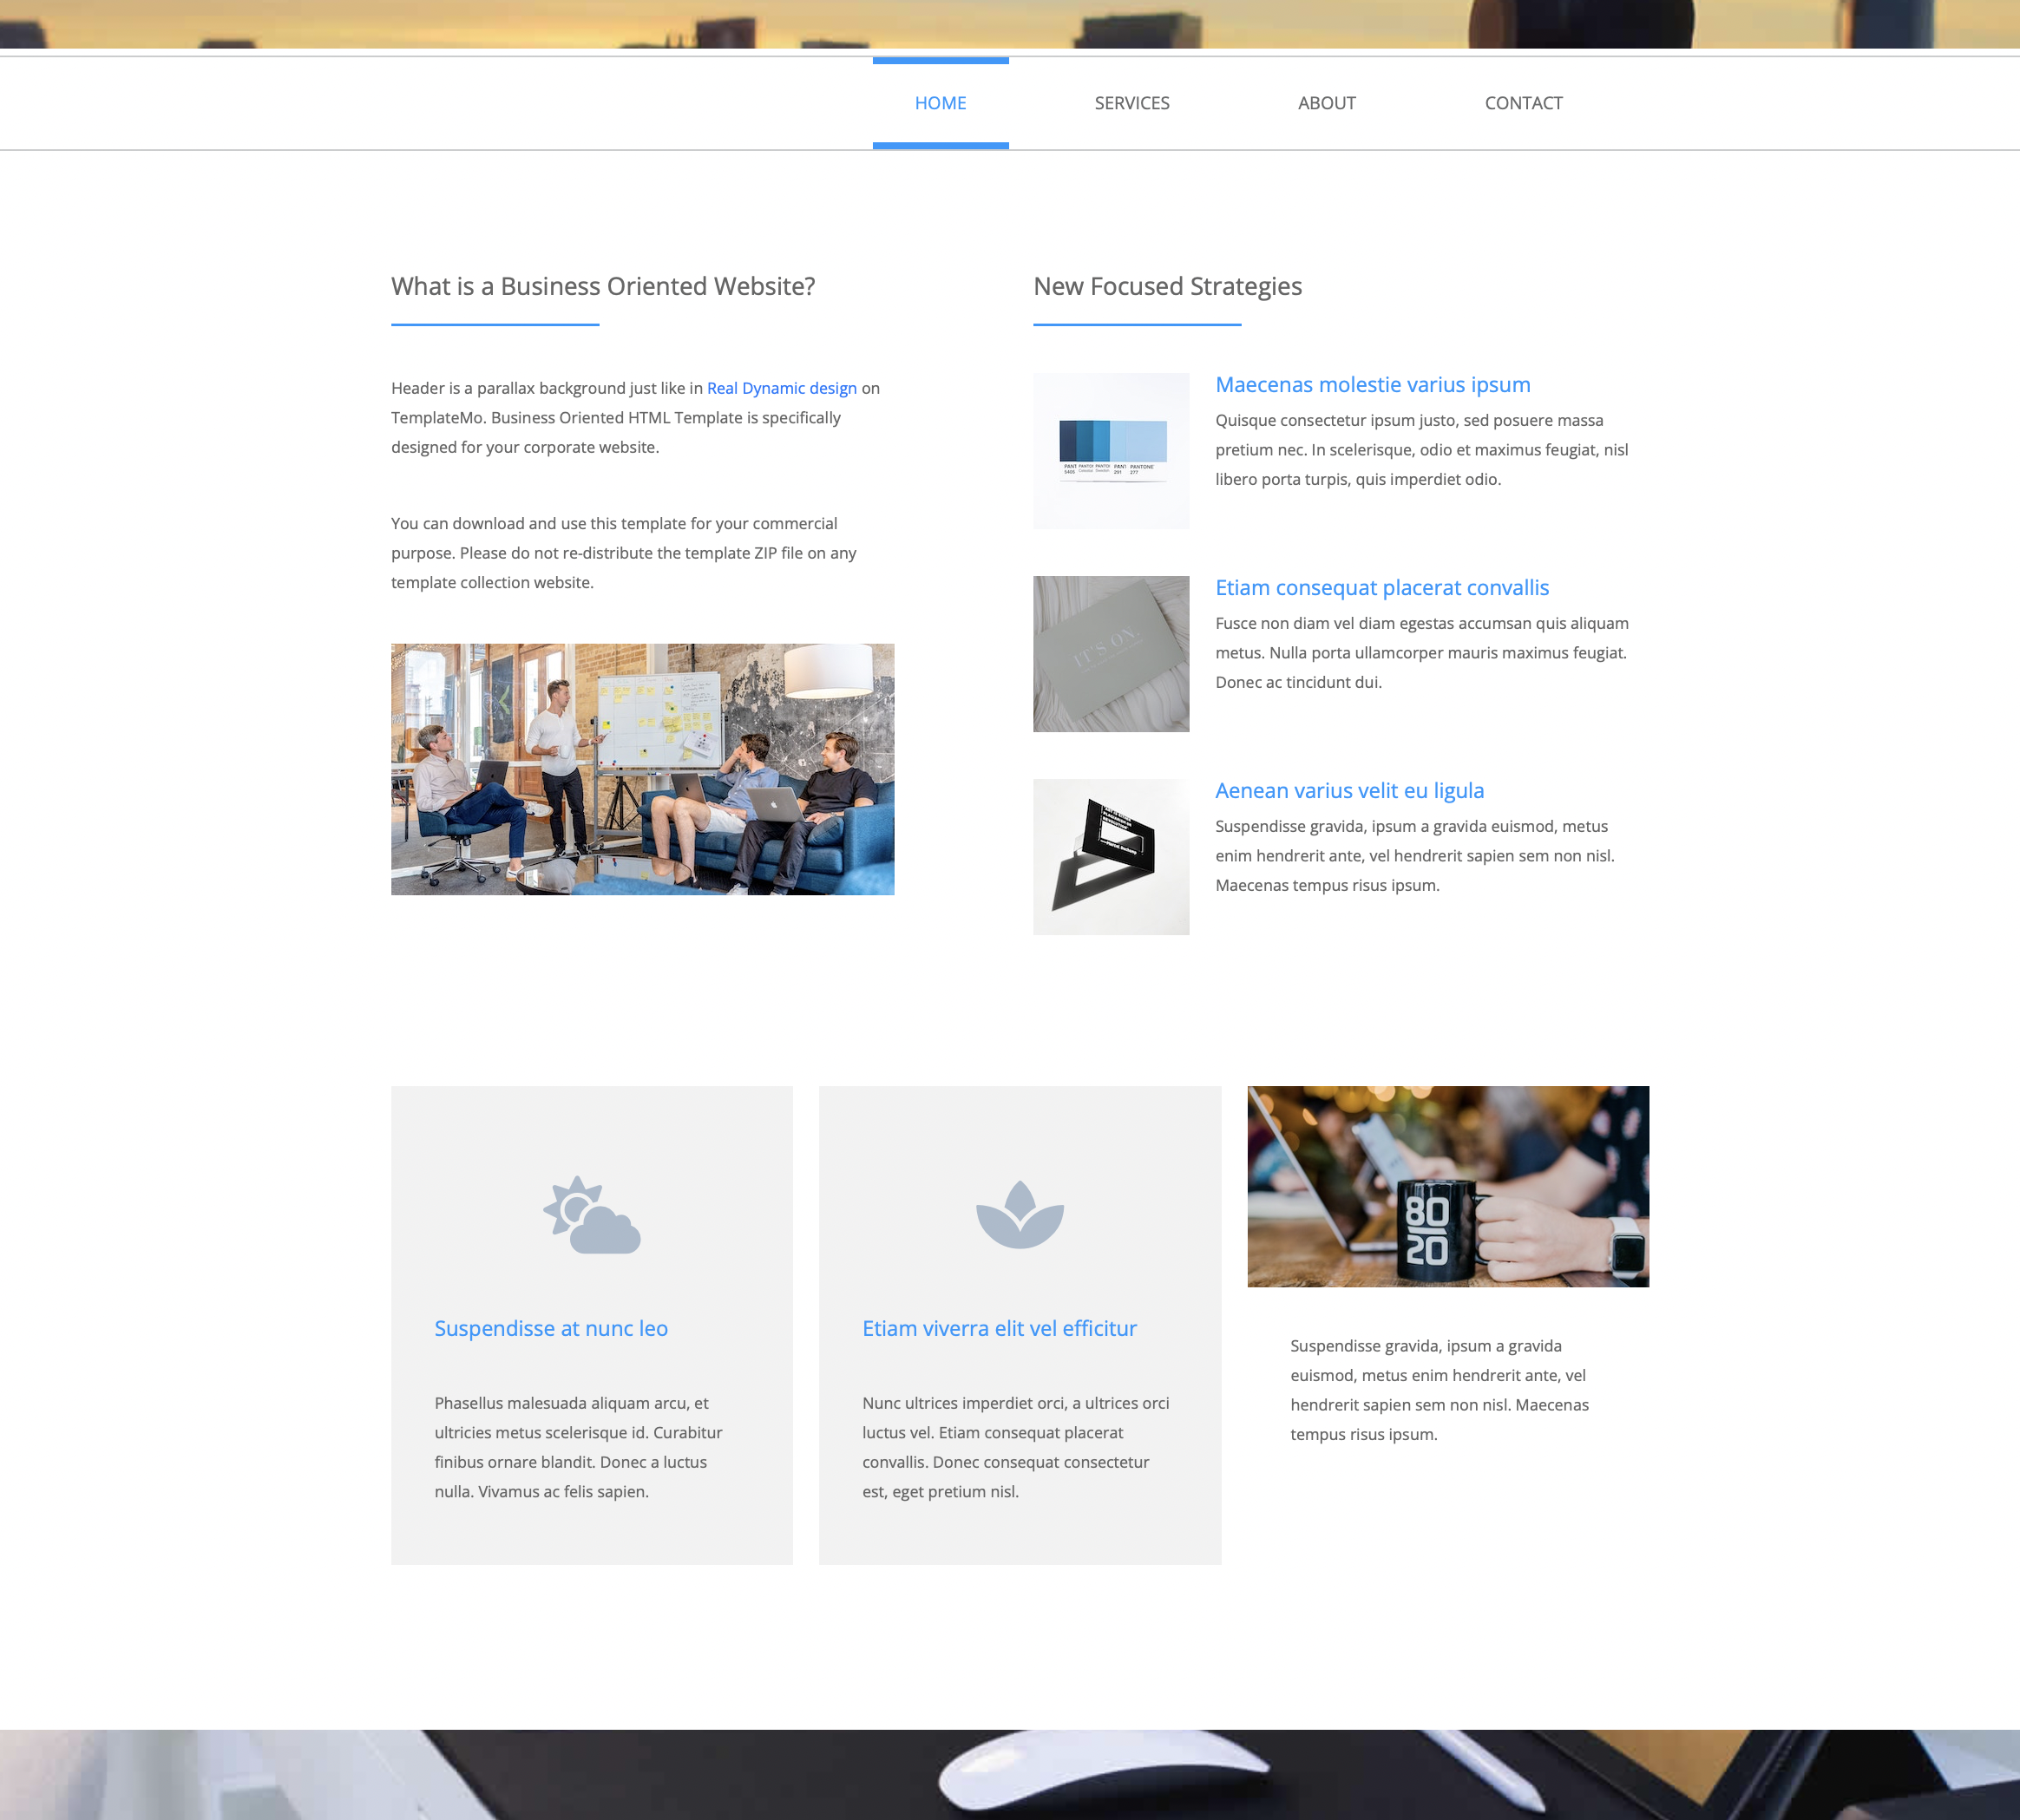 HOME
SERVICES
ABOUT
CONTACT
What is a Business Oriented Website?
Header is a parallax background just like in Real Dynamic design on
TemplateMo. Business Oriented HTML Template is specifically
designed for your corporate website.
You can download and use this template for your commercial
purpose. Please do not re-distribute the template ZIP file on any
template collection website.
New Focused Strategies
Maecenas molestie varius ipsum
Quisque consectetur ipsum justo, sed posuere massa
pretium nec. In scelerisque, odio et maximus feugiat, nisl
libero porta turpis, quis imperdiet odio.
PANTONE
277
Etiam consequat placerat convallis
Fusce non diam vel diam egestas accumsan quis aliquam
metus. Nulla porta ullamcorper mauris maximus feugiat.
Donec ac tincidunt dui.
IT'S ON.
Aenean varius velit eu ligula
Suspendisse gravida, ipsum a gravida euismod, metus
enim hendrerit ante, vel hendrerit sapien sem non nisl.
Maecenas tempus risus ipsum.
Suspendisse at nunc leo
Phasellus malesuada aliquam arcu, et
ultricies metus scelerisque id. Curabitur
finibus ornare blandit. Donec a luctus
nulla. Vivamus ac felis sapien.
Etiam viverra elit vel efficitur
Nunc ultrices imperdiet orci, a ultrices orci
luctus vel. Etiam consequat placerat
convallis. Donec consequat consectetur
est, eget pretium nisl.
80
20
Suspendisse gravida, ipsum a gravida
euismod, metus enim hendrerit ante, vel
hendrerit sapien sem non nisl. Maecenas
tempus risus ipsum.